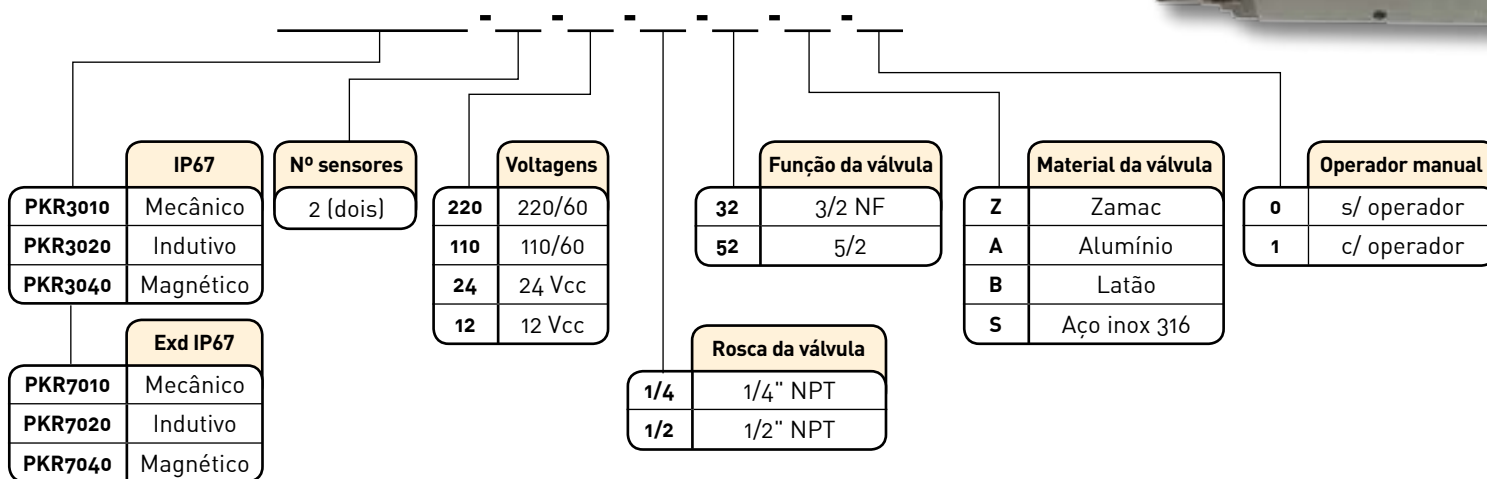 - - - - - -
IP67
PKR3010 Mecânico
PKR3020 Indutivo
PKR3040 Magnético
Exd IP67
PKR7010 Mecânico
PKR7020 Indutivo
PKR7040 Magnético
Nº sensores
2 (dois)
Voltagens
220 220/60
110 110/60
24 24 Vcc
12 12 Vcc
Rosca da válvula
1/4 1/4" NPT
1/2 1/2" NPT
Função da válvula
32 3/2 NF
52 5/2
Material da válvula
Z Zamac
A Alumínio
B Latão
S Aço inox 316
Operador manual
0 s/ operador
1 c/ operador